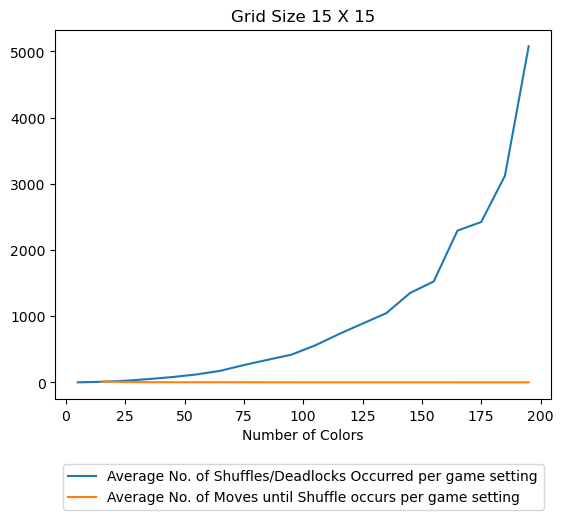 Grid Size 15 X 15
5000
4000
3000
2000
1000
0
0 25 50 75 100 125 150 175 200
Number of Colors
Average No. of Shuffles/Deadlocks Occurred per game setting
Average No. of Moves until Shuffle occurs per game setting